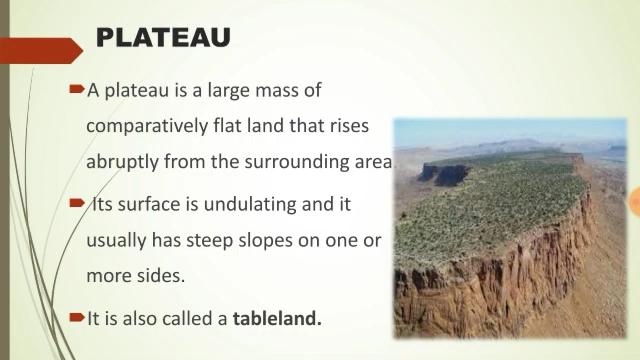 PLATEAU
A plateau is a large mass of
comparatively flat land that rises
abruptly from the surrounding area.
Its surface is undulating and it
usually has steep slopes on one or
more sides.
It is also called a tableland.